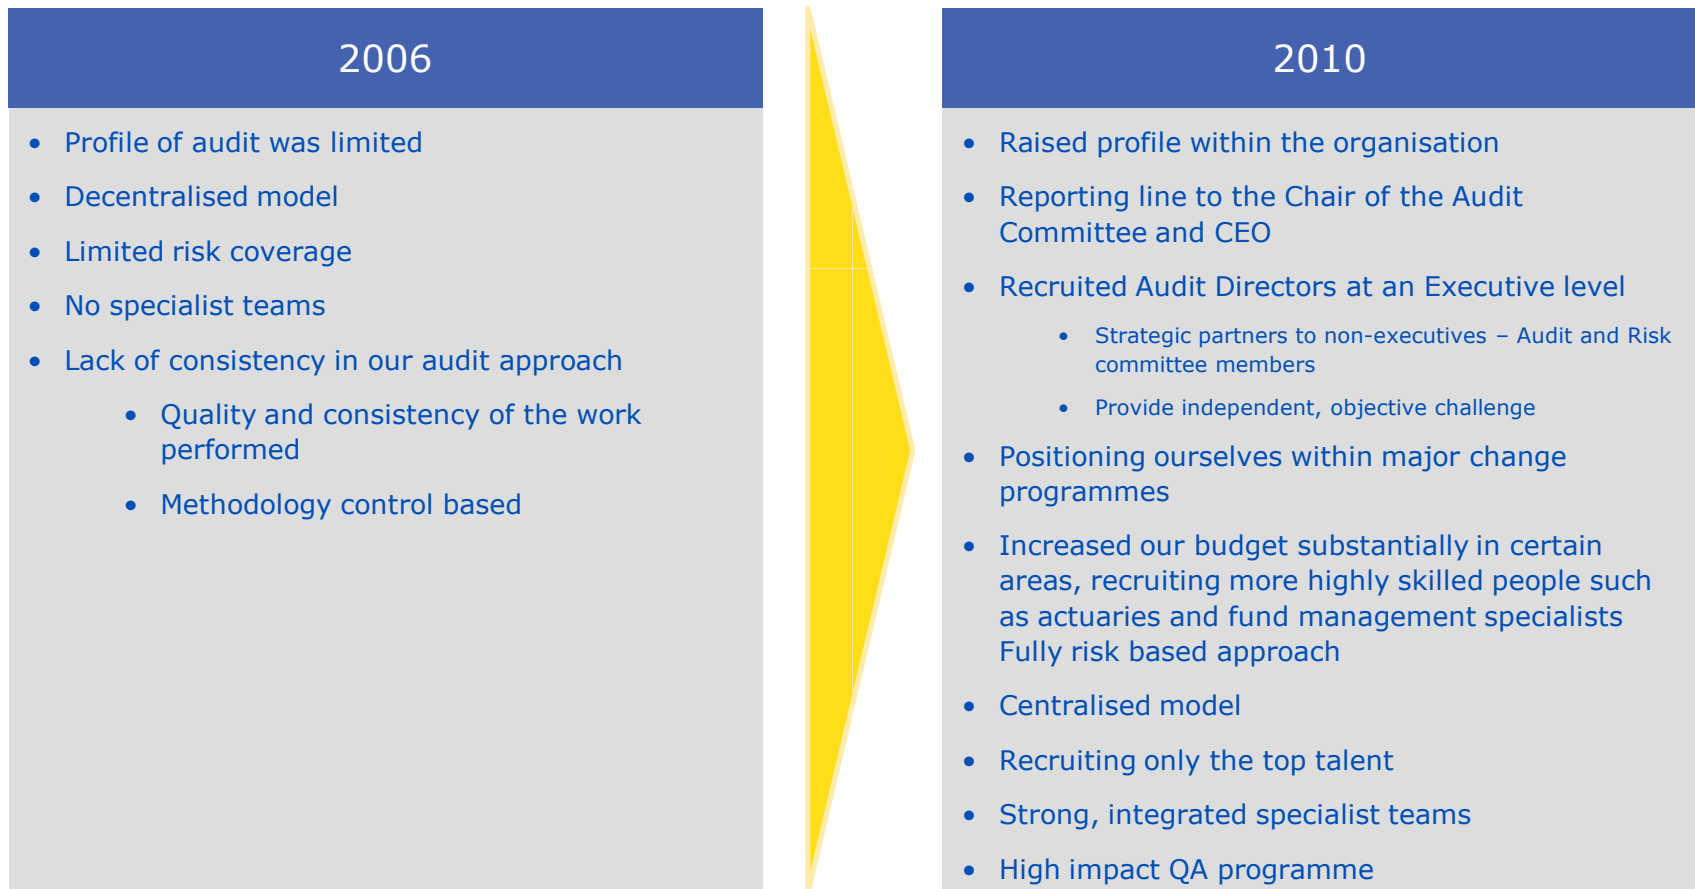 2006
• Profile of audit was limited
• Decentralised model
• Limited risk coverage
• No specialist teams
• Lack of consistency in our audit approach
• Quality and consistency of the work
performed
• Methodology control based
2010
• Raised profile within the organisation
• Reporting line to the Chair of the Audit
Committee and CEO
• Recruited Audit Directors at an Executive level
• Strategic partners to non-executives – Audit and Risk
committee members
• Provide independent, objective challenge
• Positioning ourselves within major change
programmes
• Increased our budget substantially in certain
areas, recruiting more highly skilled people such
as actuaries and fund management specialists
Fully risk based approach
• Centralised model
• Recruiting only the top talent
• Strong, integrated specialist teams
• High impact QA programme